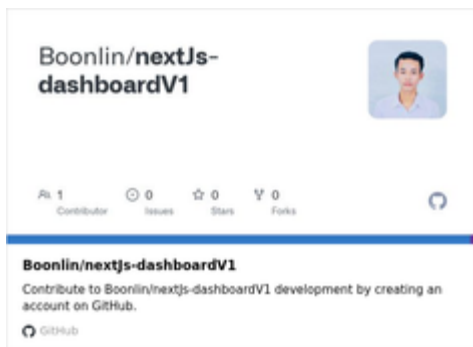 Boonlin/nextJs-
dashboardV1
1 0 0 0
Contributor Issues Stars Forks
Boonlin/nextJs-dashboardV1
Contribute to Boonlin/nextJs-dashboardV1 development by creating an
account on GitHub.
GitHub